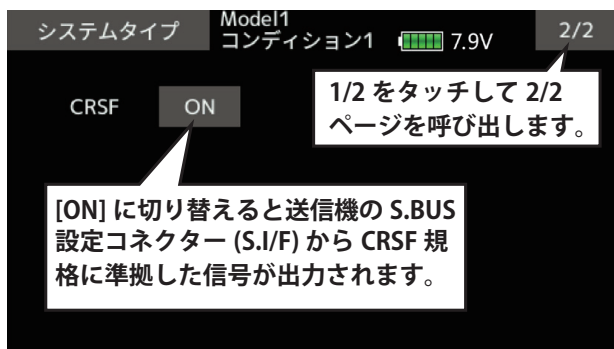 システムタイプ
Model1
コンディション1
7.9V
2/2
CRSF
ON
1/2 をタッチして 2/2
ページを呼び出します。
[ON] に切り替えると送信機の S.BUS
設定コネクター (S.I/F) から CRSF 規
格に準拠した信号が出力されます。